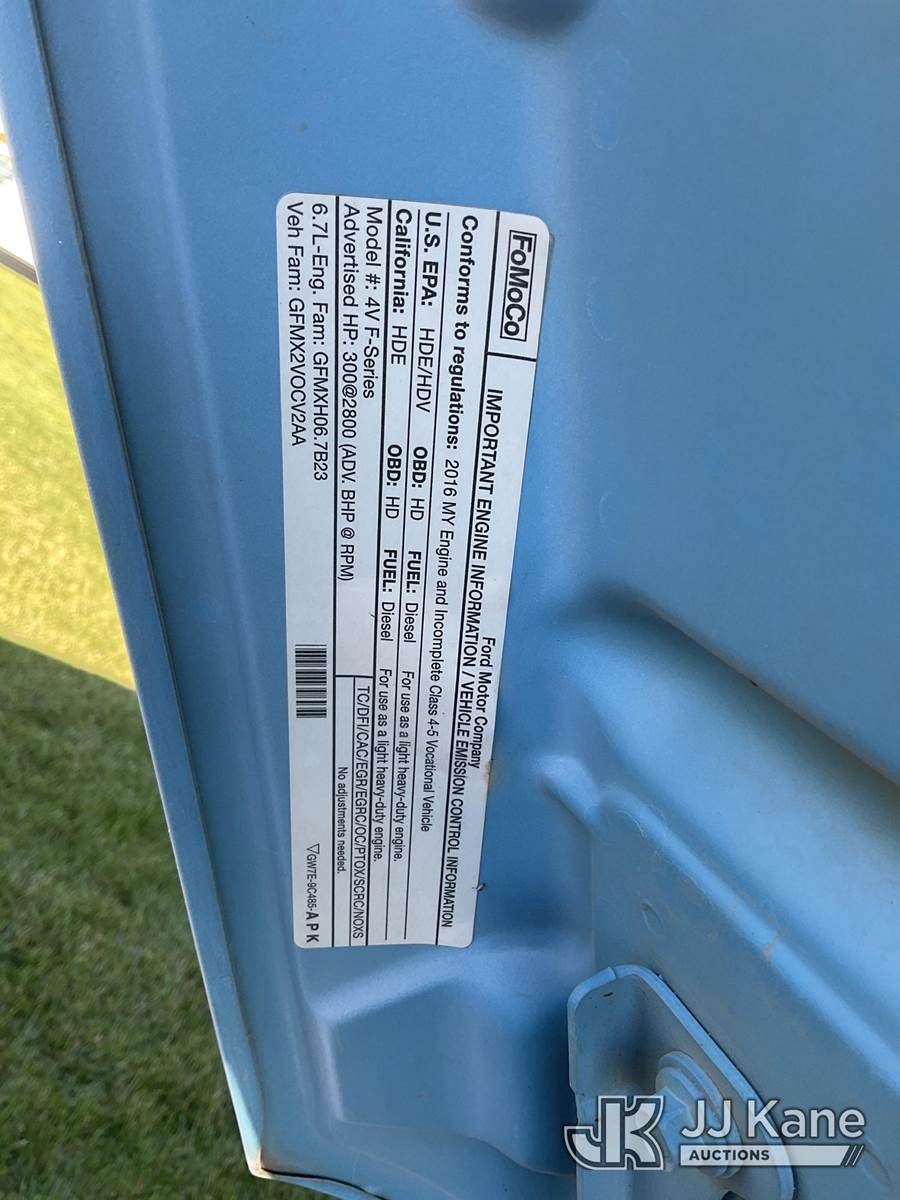 FoMoCo
Ford Motor Company
IMPORTANT ENGINE INFORMATION / VEHICLE EMISSION CONTROL INFORMATION
Conforms to regulations: 2016 MY Engine and Incomplete Class 4-5 Vocational Vehicle
U.S. EPA: HDE/HDV OBD: HD FUEL: Diesel For use as a light heavy-duty engine.
California: HDE OBD: HD FUEL: Diesel For use as a light heavy-duty engine.
Model #: 4V F-Series
Advertised HP: 300@2800 (ADV. BHP @ RPM)
TC/DFI/CAC/EGR/EGRC/OC/PTOX/SCRC/NOXS
No adjustments needed.
6.7L-Eng. Fam: GFMXH06.7B23
Veh Fam: GFMX2VOCV2AA
GW7E-9C485-A P K
JK JJ Kane
AUCTIONS